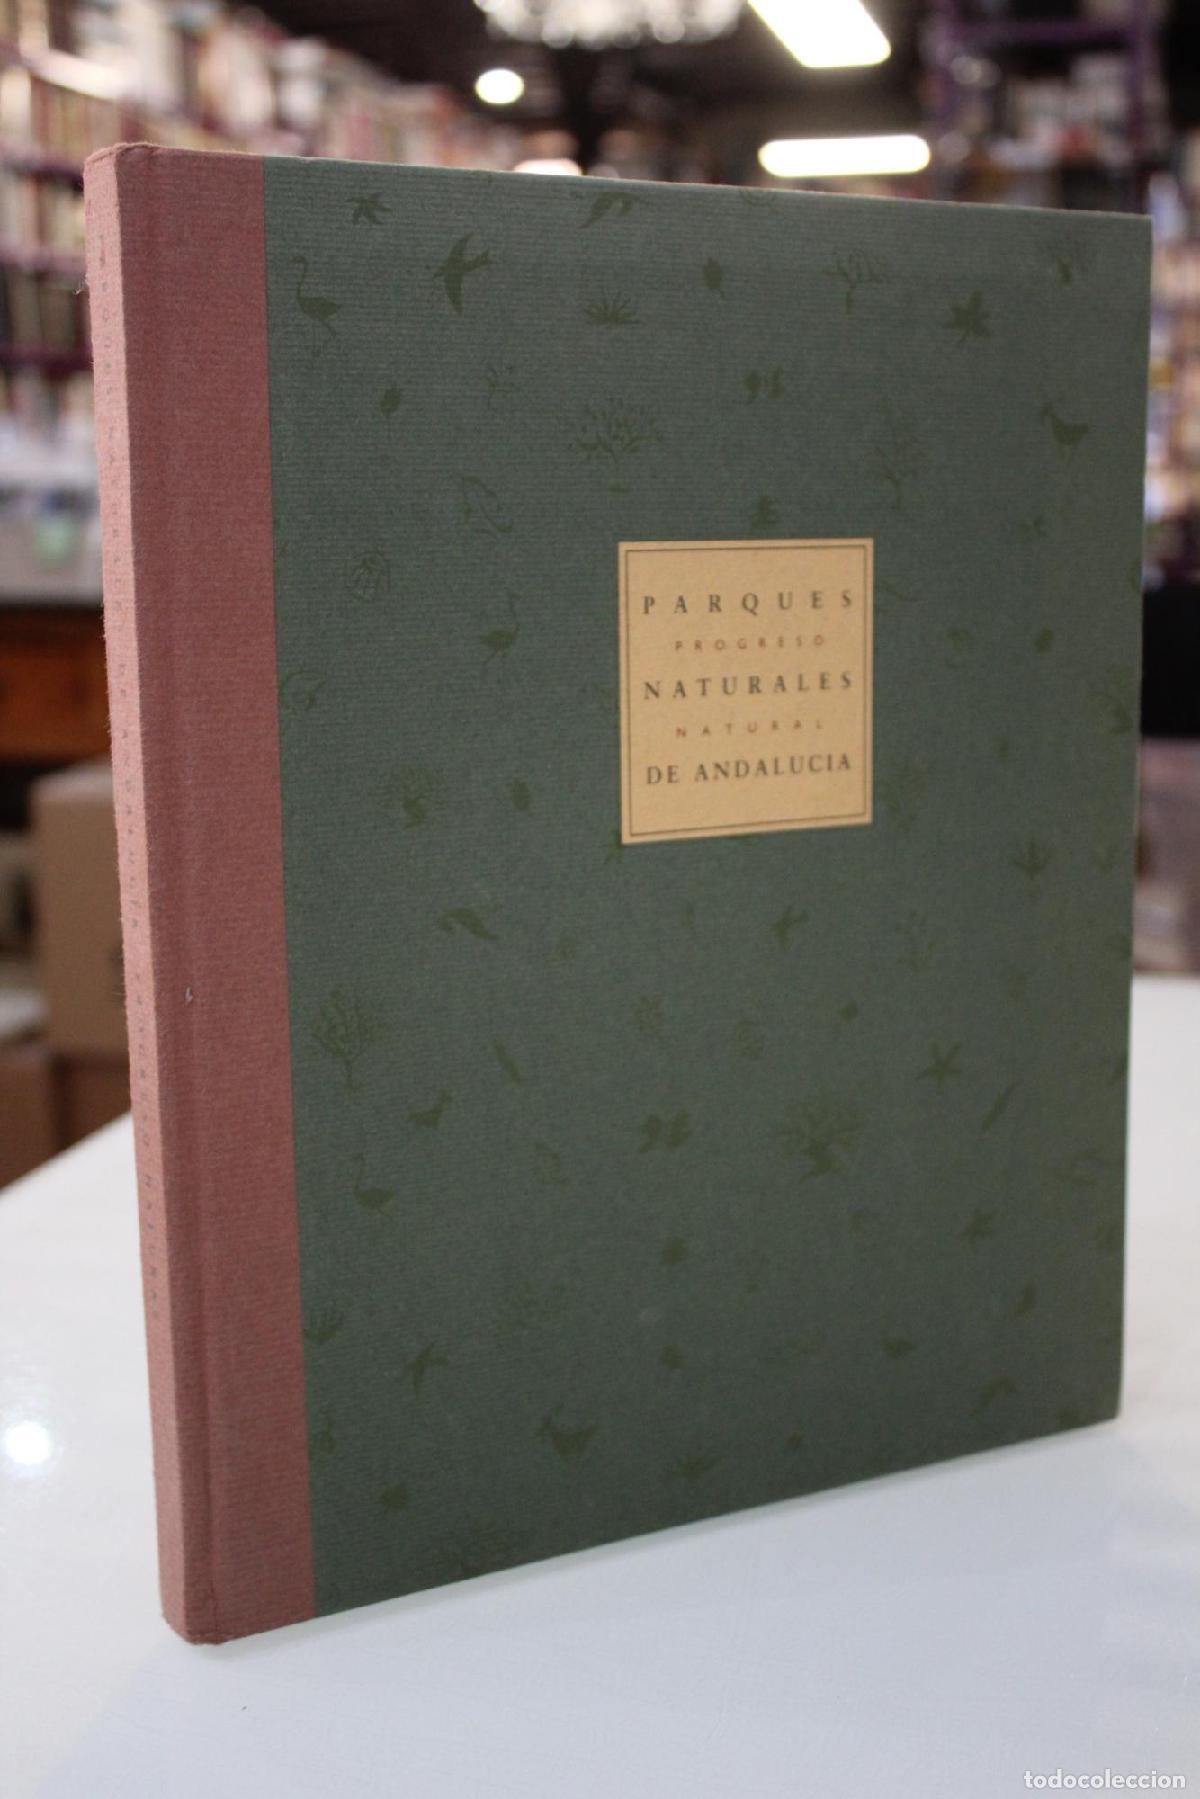 PARQUES
PROGRESO
NATURALES
NATURAL
DE ANDALUCIA
todocoleccion